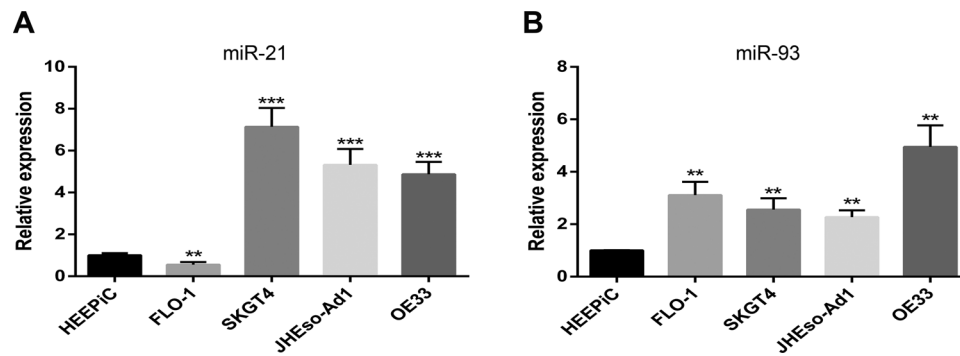 A
miR-21
Relative expression
10
8
6
4
2
0
**
***
***
***
HEEPiC
FLO-1
SKGT4
JHEso-Ad1
OE33
B
miR-93
Relative expression
8
6
4
2
0
**
**
**
**
HEEPiC
FLO-1
SKGT4
JHEso-Ad1
OE33